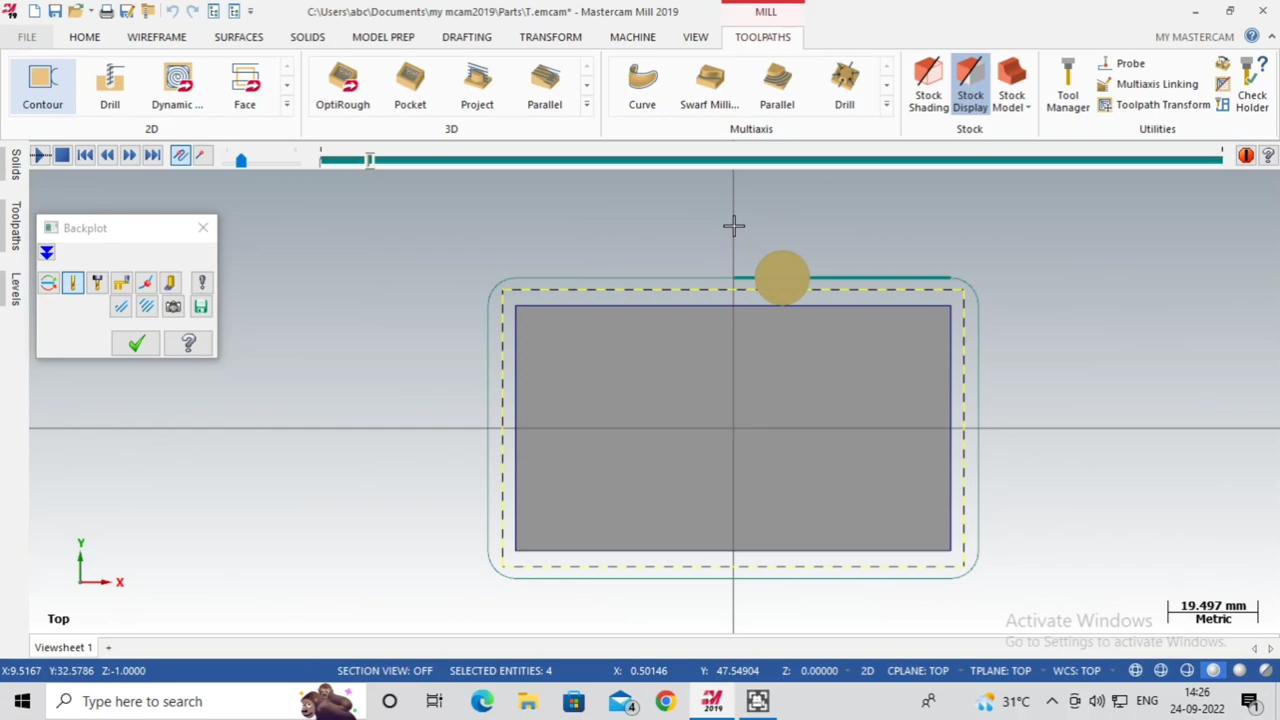 C:\Users\abc\Documents\my mcam2019\Parts\T.emcam* - Mastercam Mill 2019
MILL
FILE HOME WIREFRAME SURFACES SOLIDS MODEL PREP DRAFTING TRANSFORM MACHINE VIEW TOOLPATHS MY MASTERCAM
Contour Drill Dynamic ... Face OptiRough Pocket Project Parallel Curve Swarf Milli... Parallel Drill
Stock Shading
Stock Display
Stock Model
Tool Manager
Probe
Multiaxis Linking
Toolpath Transform
Check Holder
2D 3D Multiaxis Stock Utilities
Solids
Toolpaths
Levels
Backplot
Y
X
Top
19.497 mm
Metric
Activate Windows
Go to Settings to activate Windows.
Viewsheet 1 +
X:9.5167 Y:32.5786 Z:-1.0000 SECTION VIEW: OFF SELECTED ENTITIES: 4 X: 0.50146 Y: 47.54904 Z: 0.00000 2D CPLANE: TOP TPLANE: TOP WCS: TOP
Type here to search
4
2019
31°C
ENG
14:26
24-09-2022
1